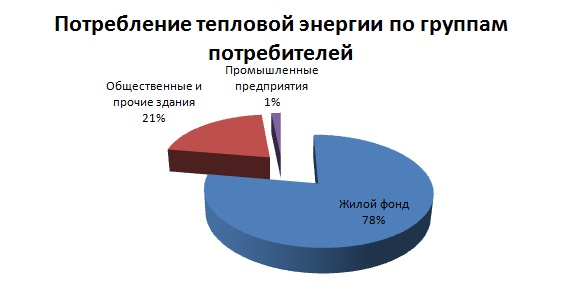 Потребление тепловой энергии по группам
потребителей
Общественные и
прочие здания
21%
Промышленные
предприятия
1%
Жилой фонд
78%